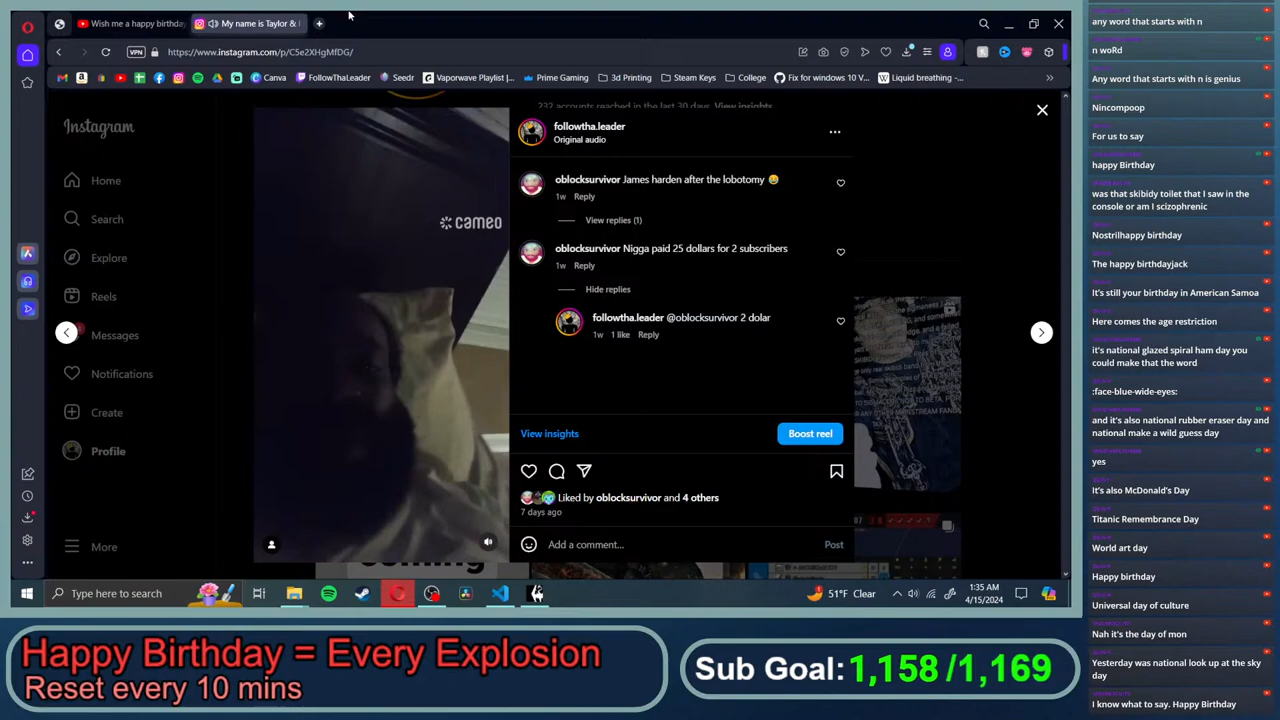 Wish me a happy birthday
My name is Taylor &
https://www.instagram.com/p/C5e2XHgMfDG/
VPN
Canva
FollowThaLeader
Seedr
Vaporwave Playlist |...
Prime Gaming
3d Printing
Steam Keys
College
Fix for windows 10 V...
Liquid breathing -...
232 accounts reached in the last 30 days. View insights
Instagram
Home
Search
Explore
Reels
Messages
Notifications
Create
Profile
More
cameo
followtha.leader
Original audio
oblocksurvivor James harden after the lobotomy 😂
1w Reply
View replies (1)
oblocksurvivor Nigga paid 25 dollars for 2 subscribers
1w Reply
Hide replies
followtha.leader @oblocksurvivor 2 dolar
1w 1 like Reply
View insights
Boost reel
Liked by oblocksurvivor and 4 others
7 days ago
Add a comment...
Post
Type here to search
51°F Clear
1:35 AM
4/15/2024
any word that starts with n
n woRd
Any word that starts with n is genius
Nincompoop
For us to say
happy Birthday
was that skibidy toilet that I saw in the
console or am I scizophrenic
Nostrilhappy birthday
The happy birthdayjack
It's still your birthday in American Samoa
Here comes the age restriction
it's national glazed spiral ham day you
could make that the word
:face-blue-wide-eyes:
and it's also national rubber eraser day and
national make a wild guess day
yes
It's also McDonald's Day
Titanic Remembrance Day
World art day
Happy birthday
Universal day of culture
Nah it's the day of mon
Yesterday was national look up at the sky
day
I know what to say. Happy Birthday
Happy Birthday = Every Explosion
Reset every 10 mins
Sub Goal: 1,158 /1,169